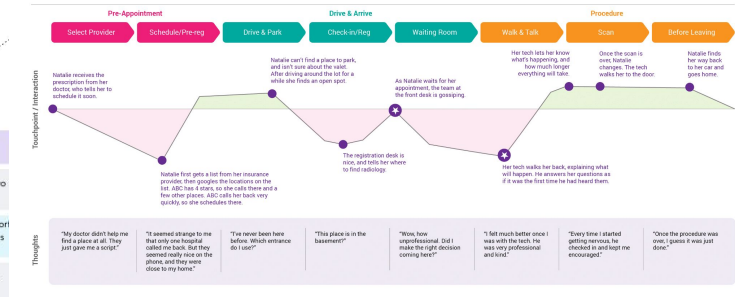 Pre-Appointment
Drive & Arrive
Procedure
Select Provider
Schedule/Pre-reg
Drive & Park
Check-in/Reg
Waiting Room
Walk & Talk
Scan
Before Leaving
Touchpoint / Interaction
Natalie receives the
prescription from her
doctor, who tells her to
schedule it soon.
Natalie first gets a list from her insurance
provider, then googles the locations on the
list. ABC has 4 stars, so she calls there and a
few other places. ABC calls her back very
quickly, so she schedules there.
Natalie can't find a place to park,
and isn't sure about the valet.
After driving around the lot for a
while she finds an open spot.
The registration desk is
nice, and tells her where
to find radiology.
As Natalie waits for her
appointment, the team at
the front desk is gossiping.
Her tech walks her back, explaining what
will happen. He answers her questions as
if it was the first time he had heard them.
Her tech lets her know
what's happening, and
how much longer
everything will take.
Once the scan is
over, Natalie
changes. The tech
walks her to the door.
Natalie finds
her way back
to her car and
goes home.
Thoughts
"My doctor didn't help me
find a place at all. They
just gave me a script."
"It seemed strange to me
that only one hospital
called me back. But they
seemed really nice on the
phone, and they were
close to my home."
"I've never been here
before. Which entrance
do I use?"
"This place is in the
basement?"
"Wow, how
unprofessional. Did I
make the right decision
coming here?"
"I felt much better once I
was with the tech. He
was very professional
and kind."
"Every time I started
getting nervous, he
checked in and kept me
encouraged."
"Once the procedure was
over, I guess it was just
done."